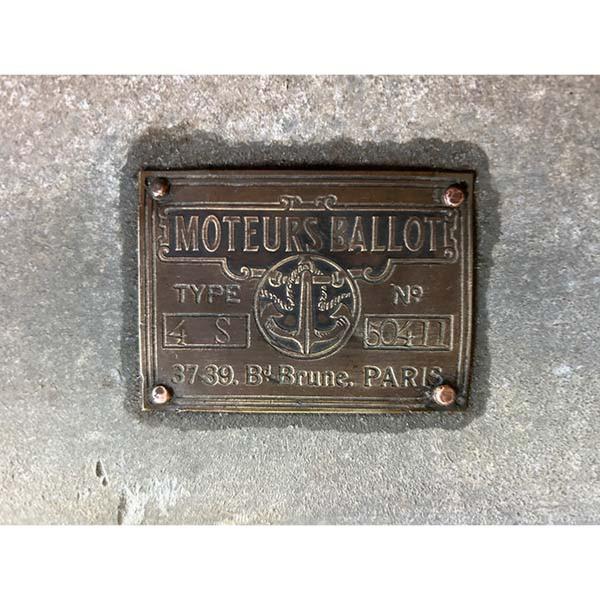 MOTEURS BALLOT
TYPE Nº
4 S 50411
37-39, Bd Brune. PARIS